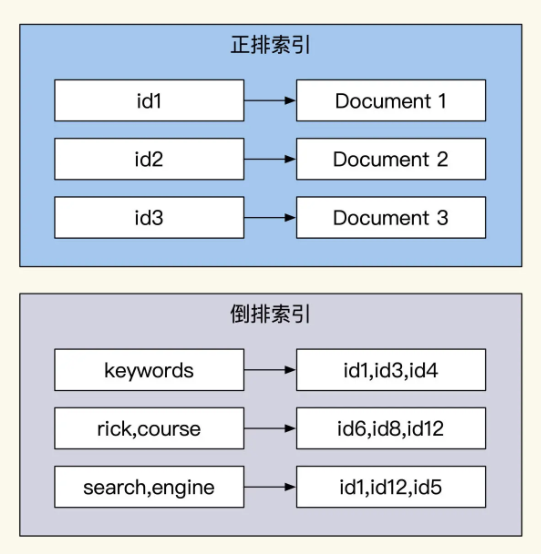 正排索引
id1 Document 1
id2 Document 2
id3 Document 3
倒排索引
keywords id1,id3,id4
rick,course id6,id8,id12
search,engine id1,id12,id5